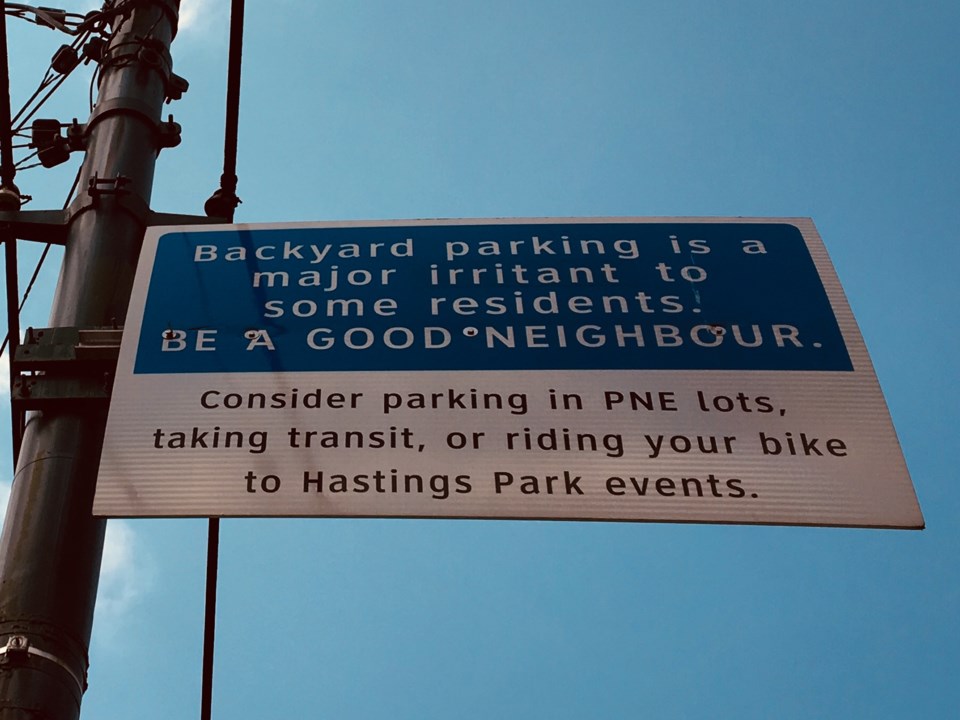 Backyard parking is a
major irritant to
some residents.
BE A GOOD NEIGHBOUR.
Consider parking in PNE lots,
taking transit, or riding your bike
to Hastings Park events.